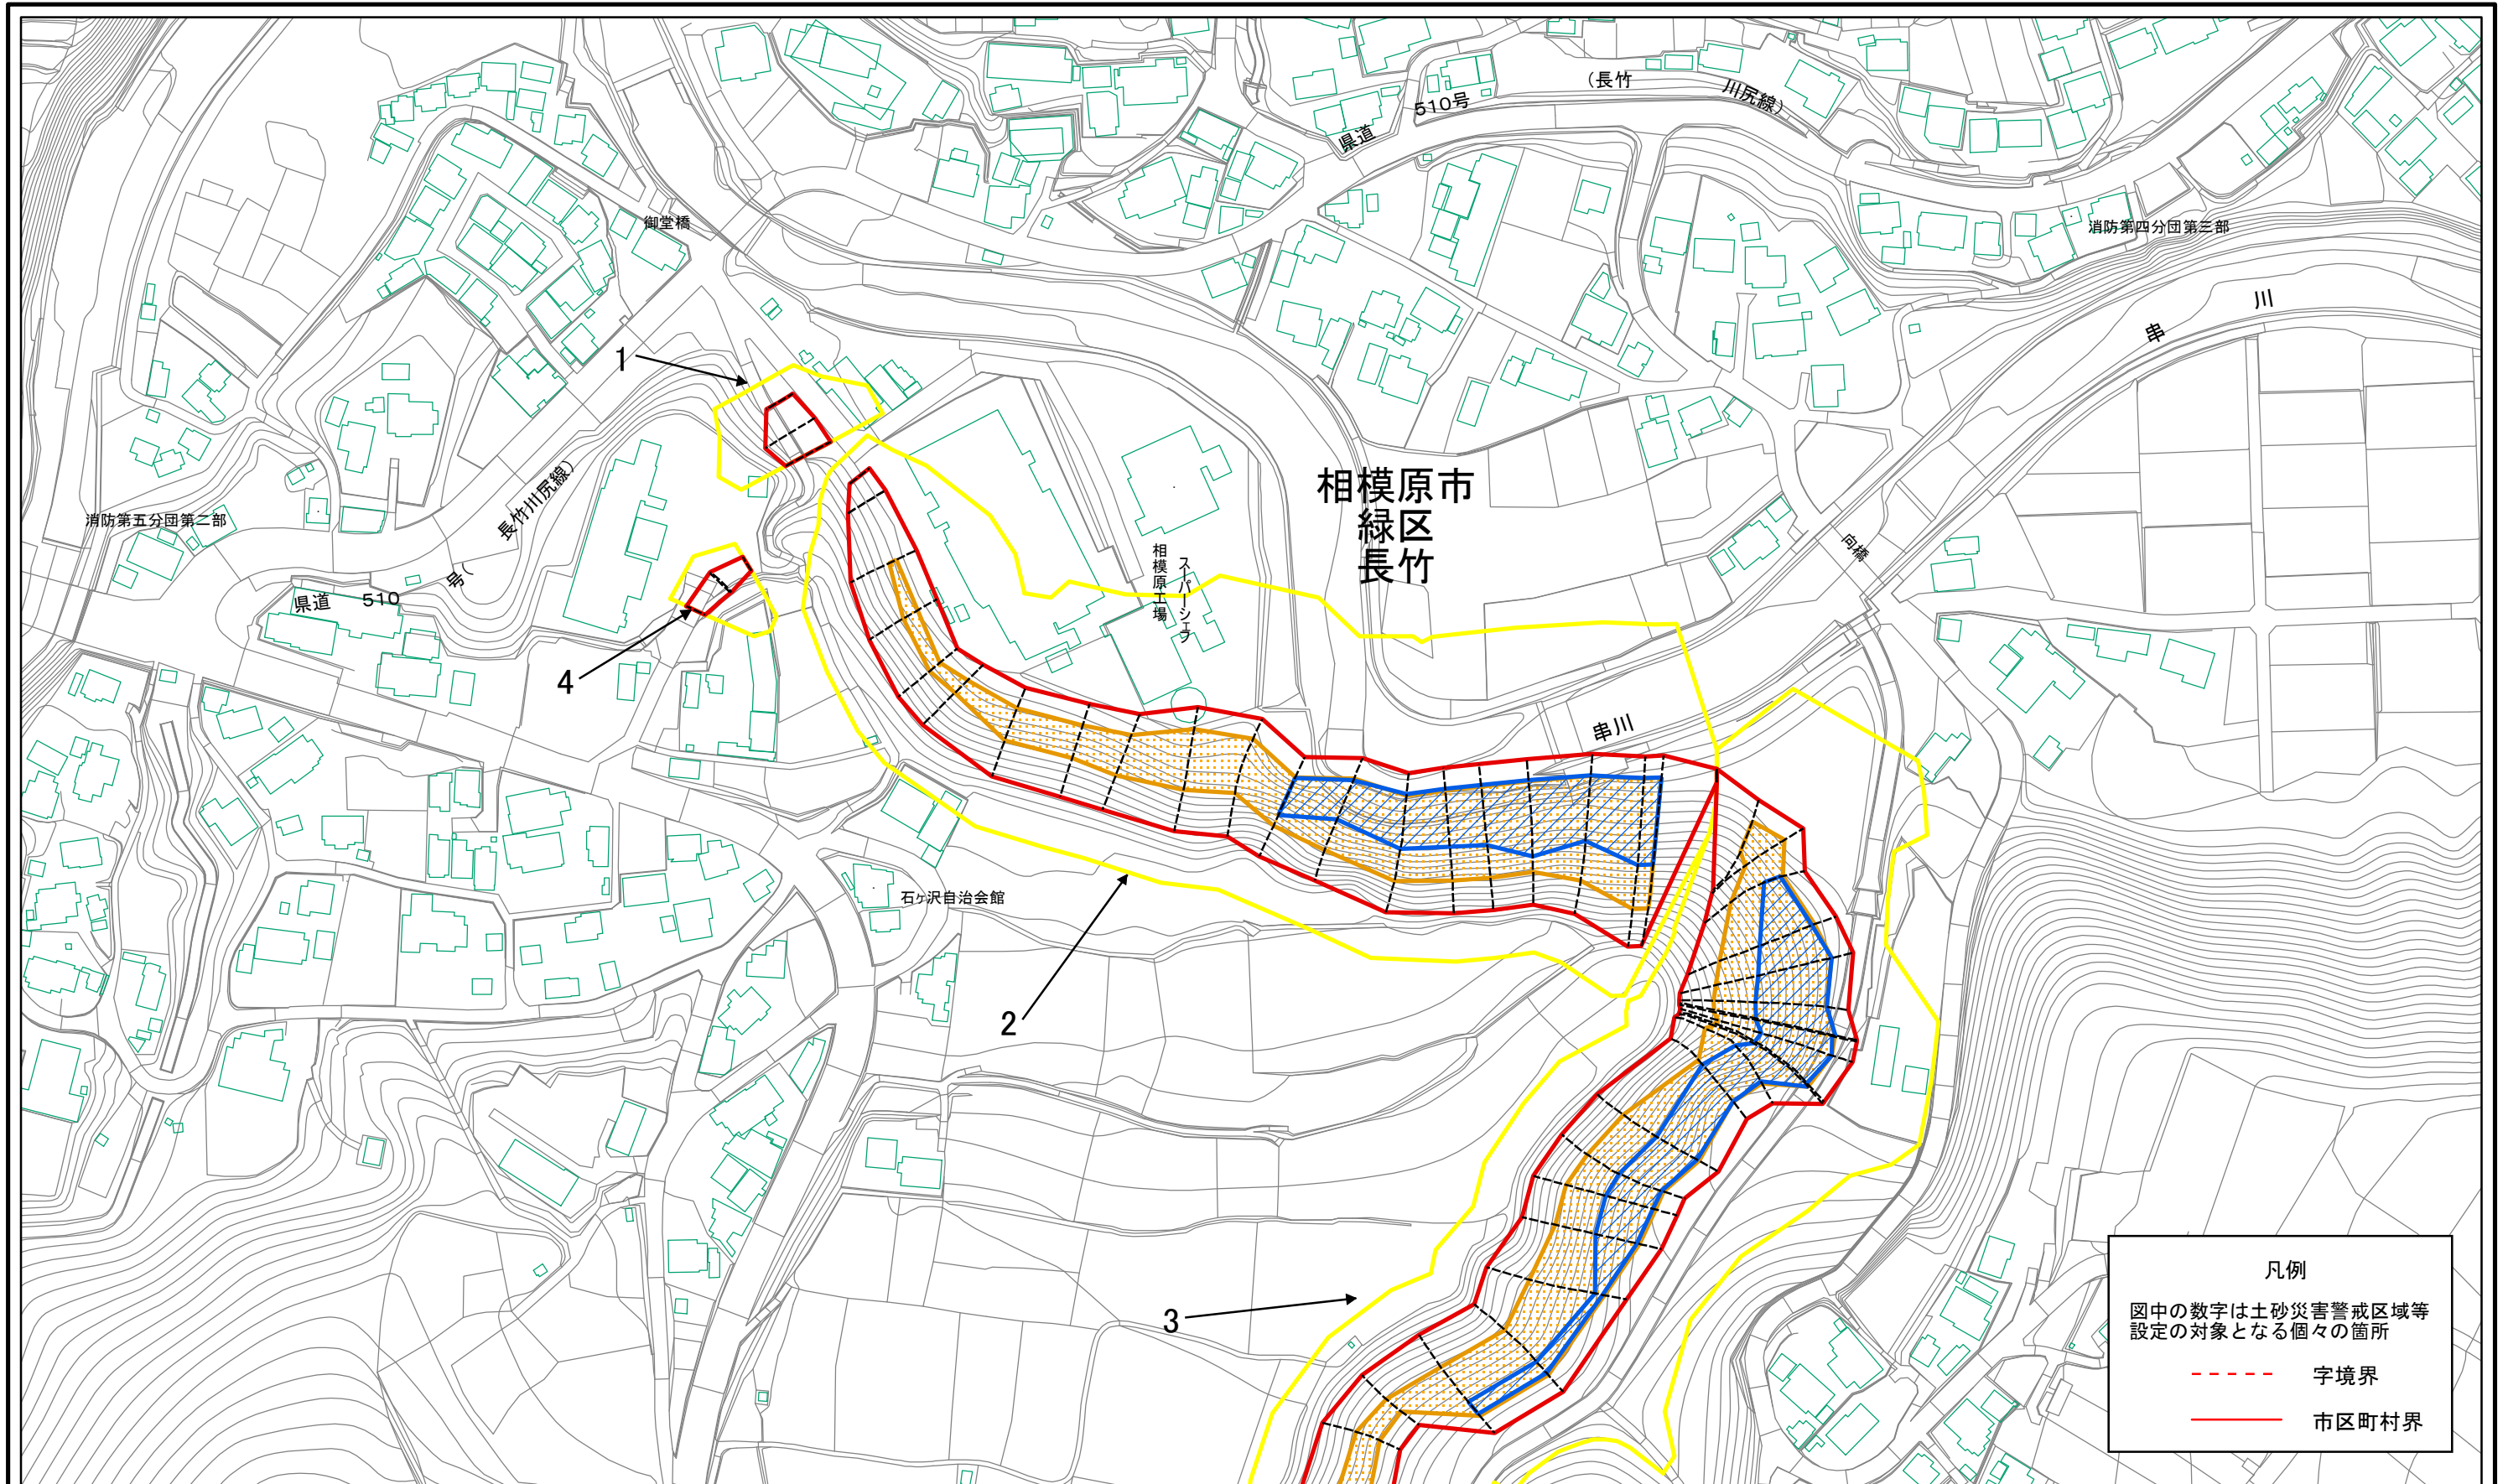 県道
510号
(長竹
川尻線)
御堂橋
消防第四分団第三部
串
川
1
相模原市
緑区
長竹
長竹川尻線)
消防第五分団第二部
号(
県道 510
スーパーシェフ
相模原工場
向橋
4
串川
石ヶ沢自治会館
2
3
凡例
図中の数字は土砂災害警戒区域等
設定の対象となる個々の箇所
字境界
市区町村界